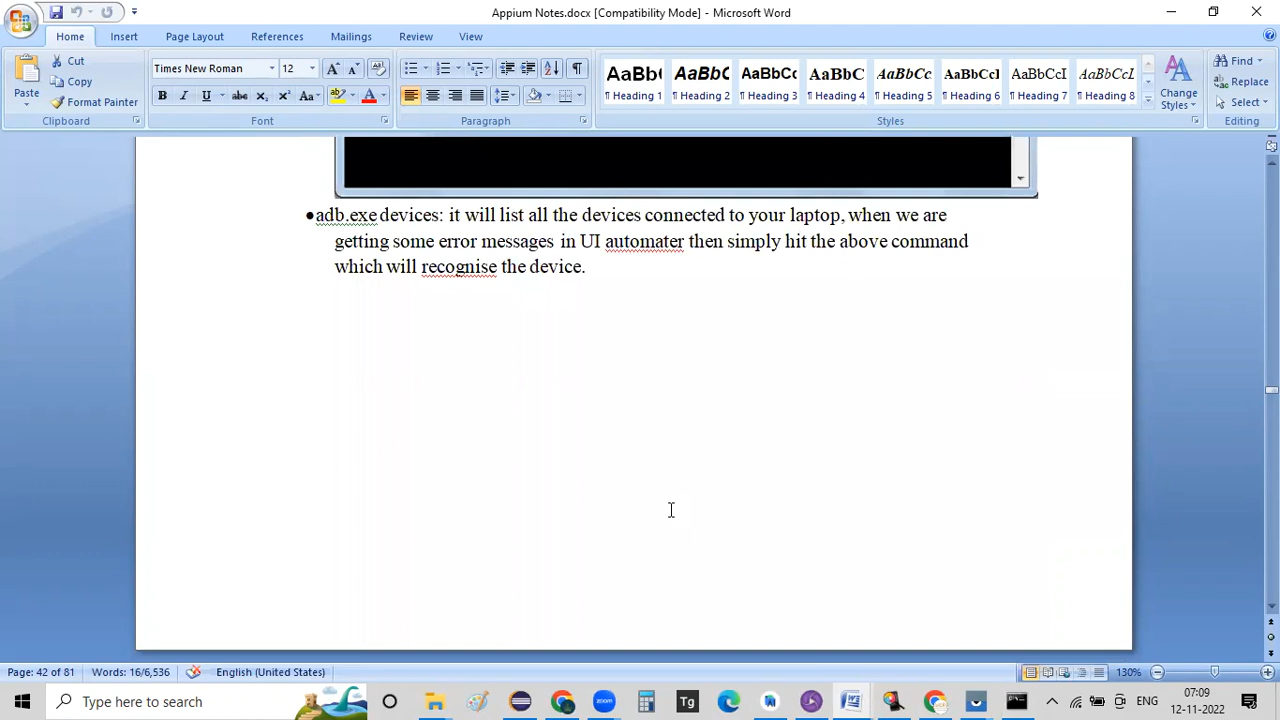 Appium Notes.docx [Compatibility Mode] - Microsoft Word
Home Insert Page Layout References Mailings Review View
Paste Cut Copy Format Painter
Times New Roman 12
AaBb( AaBbC AaBbCc AaBbC AaBbCc AaBbCcI AaBbCcI AaBbCcL
¶ Heading 1 ¶ Heading 2 ¶ Heading 3 ¶ Heading 4 ¶ Heading 5 ¶ Heading 6 ¶ Heading 7 ¶ Heading 8
Change Styles
Find Replace Select
Clipboard Font Paragraph Styles Editing
•adb.exe devices: it will list all the devices connected to your laptop, when we are
getting some error messages in UI automater then simply hit the above command
which will recognise the device.
Page: 42 of 81 Words: 16/6,536 English (United States) 130%
Type here to search zoom Tg ENG 07:09
12-11-2022